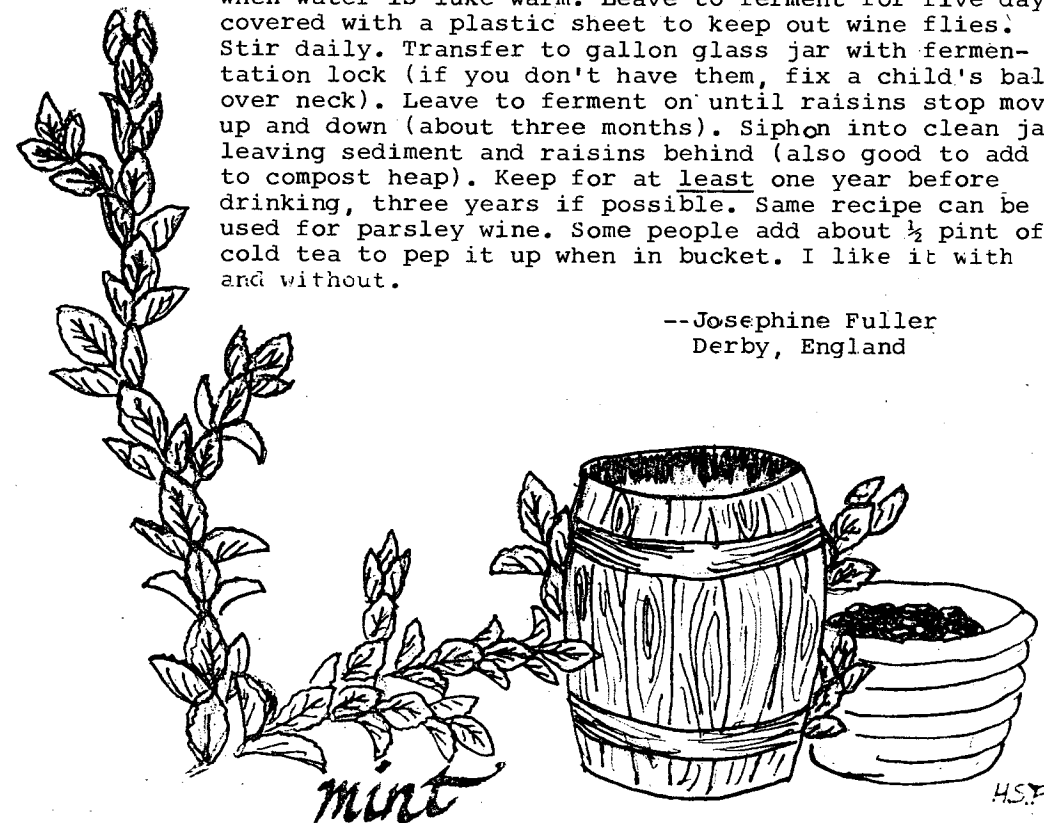 when water is luke warm. Leave to ferment for five day
covered with a plastic sheet to keep out wine flies.
Stir daily. Transfer to gallon glass jar with fermen-
tation lock (if you don't have them, fix a child's bal
over neck). Leave to ferment on until raisins stop mov
up and down (about three months). Siphon into clean ja
leaving sediment and raisins behind (also good to add
to compost heap). Keep for at least one year before
drinking, three years if possible. Same recipe can be
used for parsley wine. Some people add about ½ pint of
cold tea to pep it up when in bucket. I like it with
and without.
--Josephine Fuller
Derby, England
mint
H.S.F